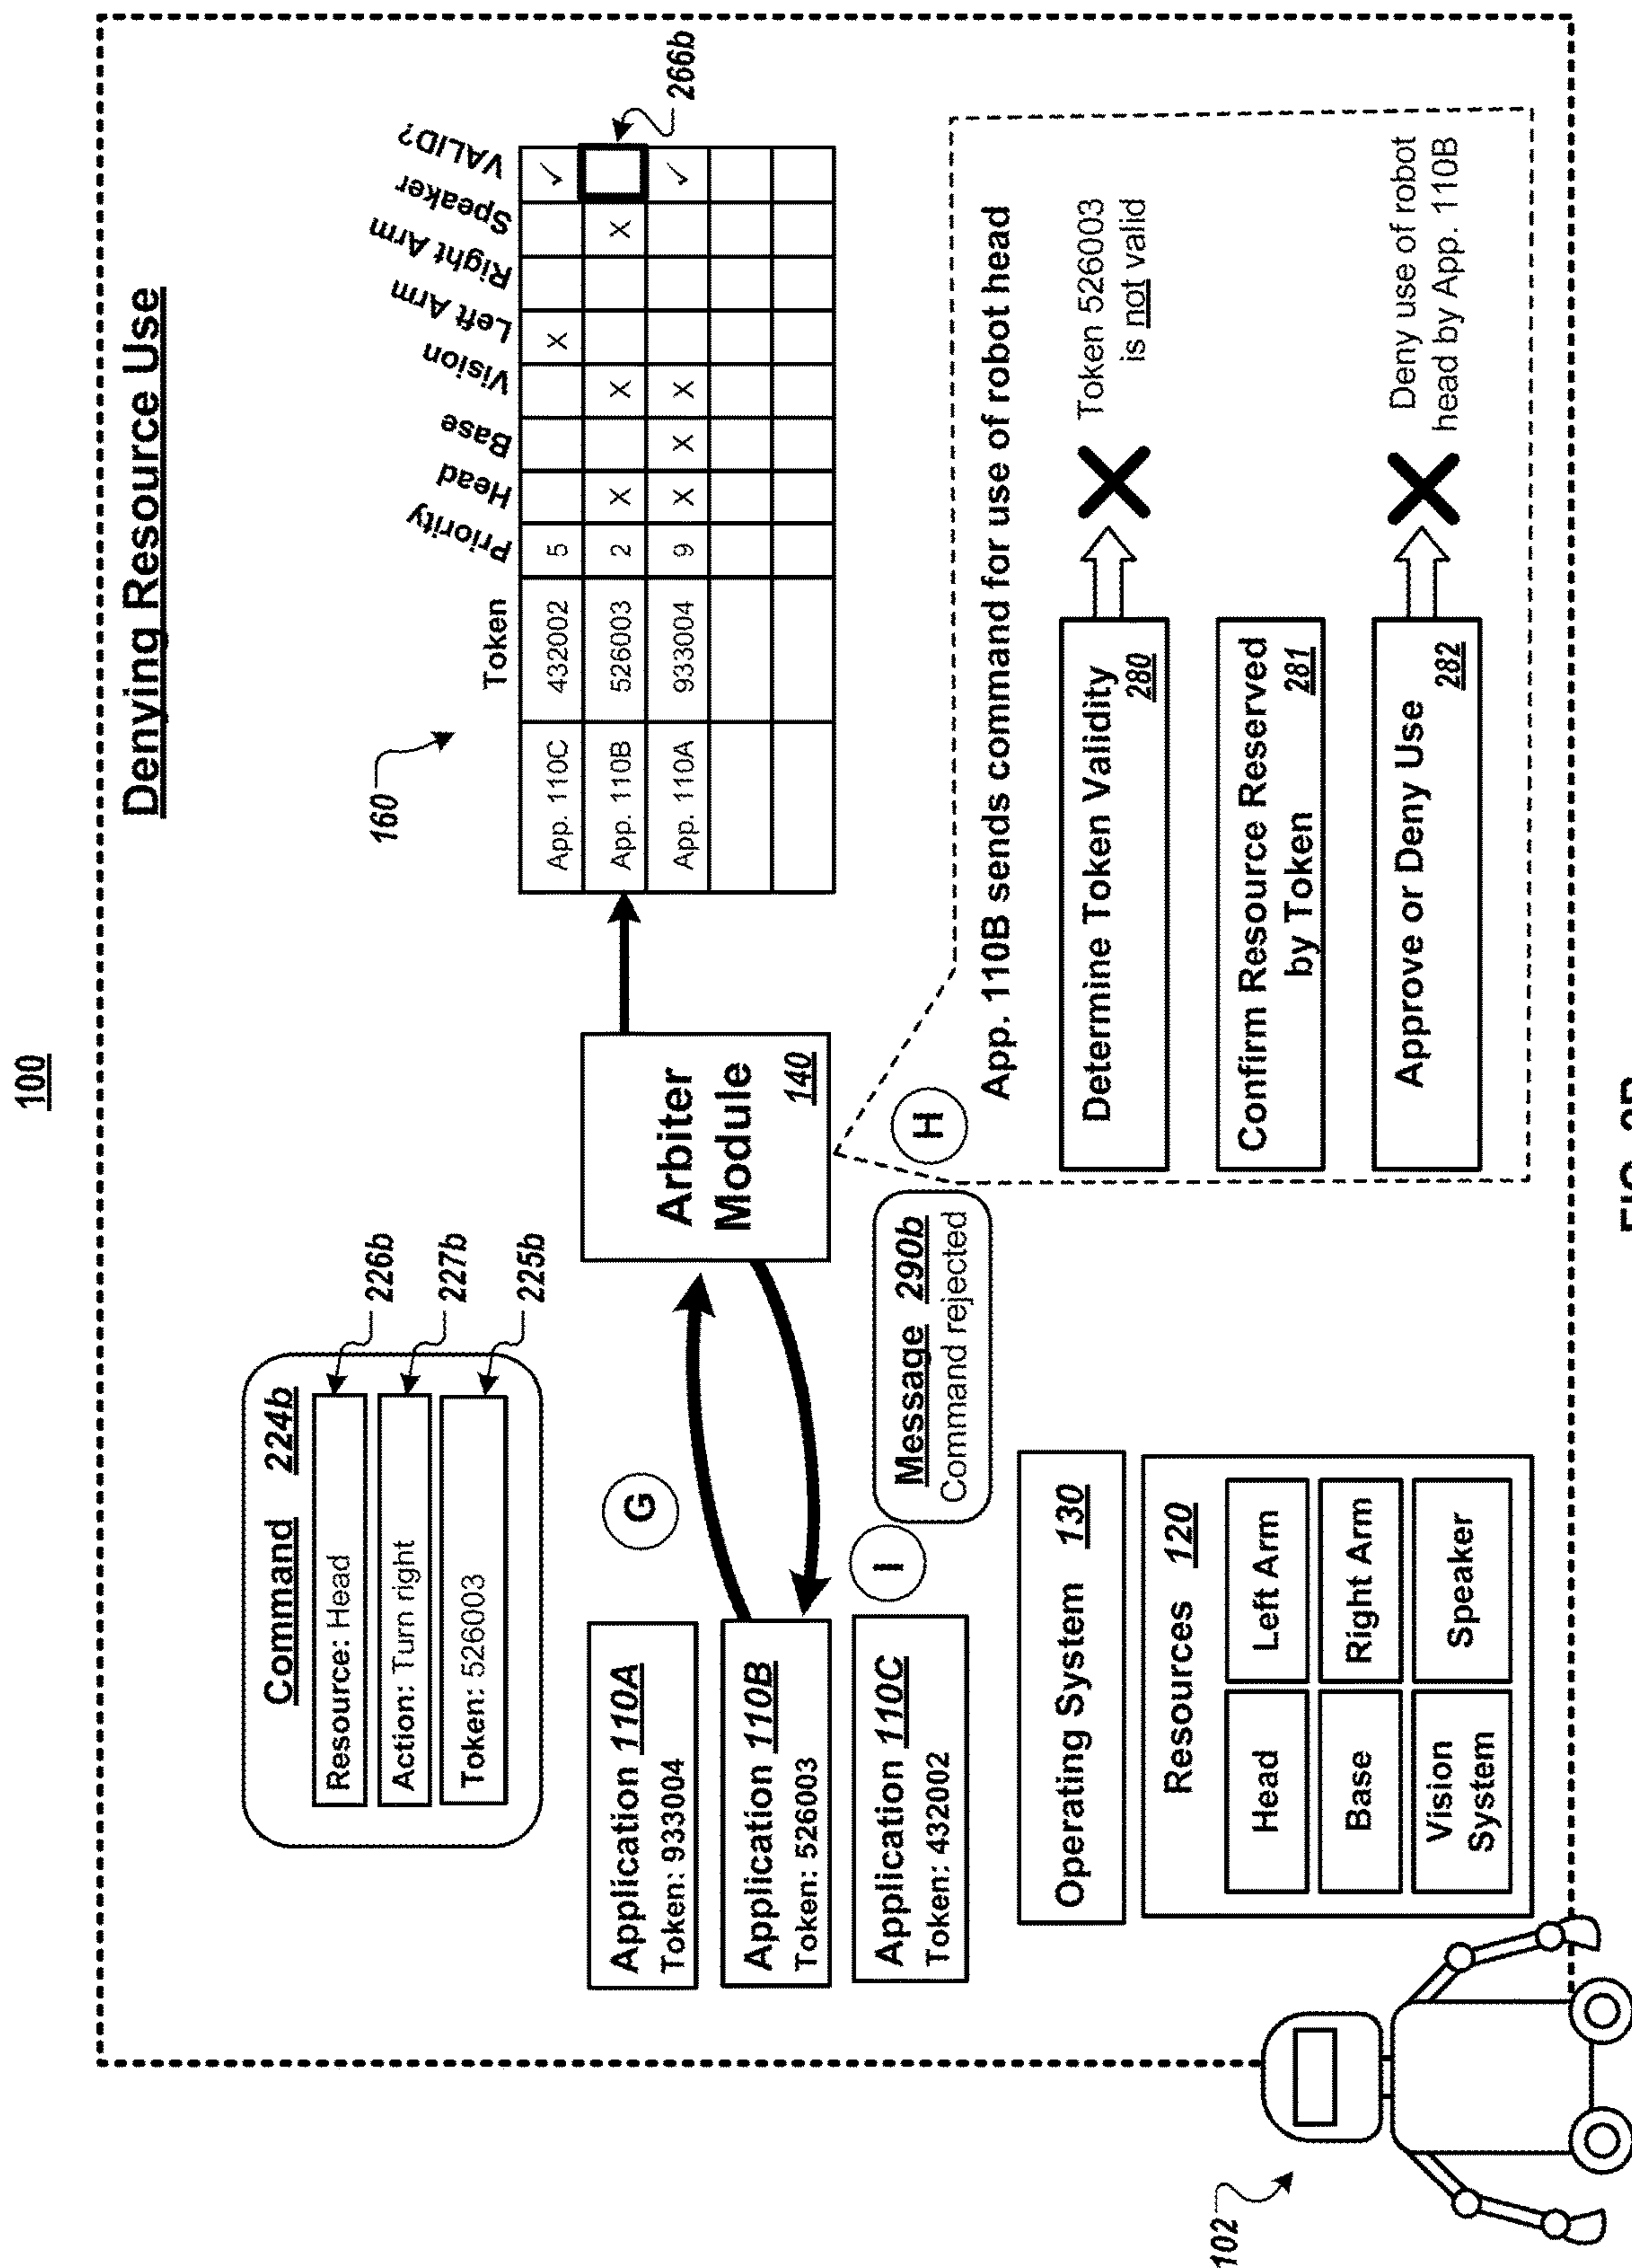 100
Denying Resource Use
Command 224b
Resource: Head
Action: Turn right
Token: 526003
226b
227b
225b
160
Token
Priority
Head
Base
Vision
Left Arm
Right Arm
Speaker
VALID?
App. 110C 432002 5 X ✓
App. 110B 526003 2 X X X
App. 110A 933004 9 X X X ✓
266b
Application 110A
Token: 933004
Application 110B
Token: 526003
Application 110C
Token: 432002
G
I
Arbiter
Module
140
Message 290b
Command rejected
H
App. 110B sends command for use of robot head
Determine Token Validity
280
Token 526003
is not valid
Confirm Resource Reserved
by Token 281
Approve or Deny Use
282
Deny use of robot
head by App. 110B
Operating System 130
Resources 120
Head
Left Arm
Base
Right Arm
Vision
System
Speaker
102